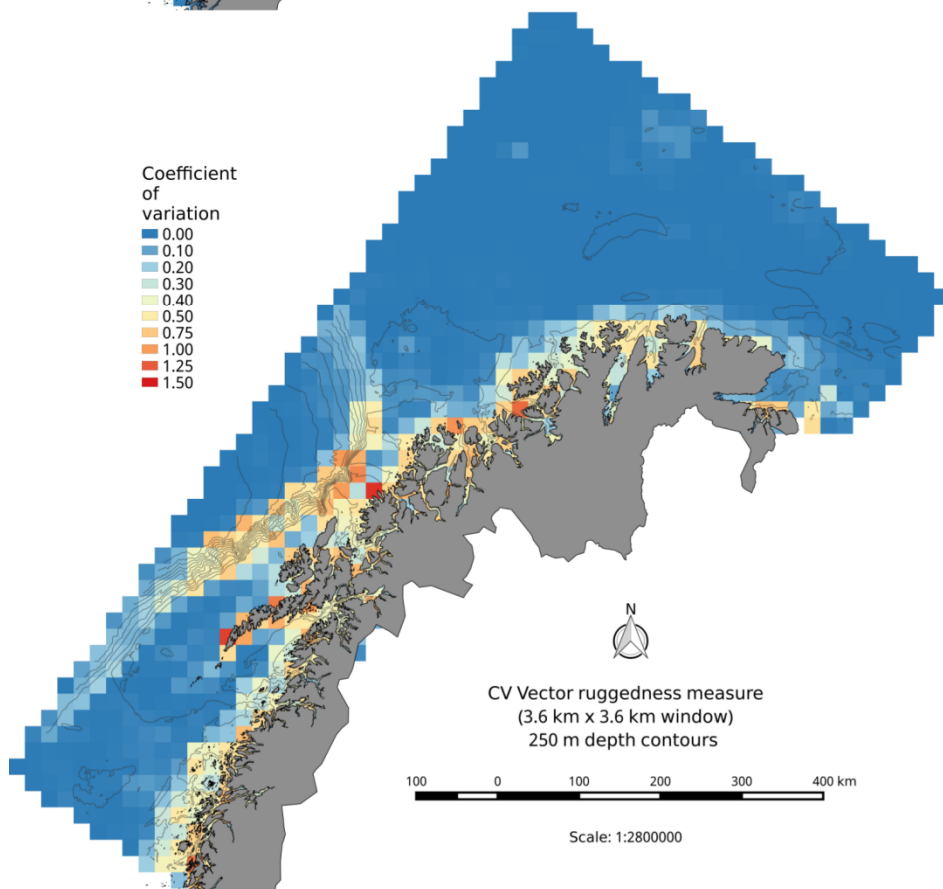 Coefficient
of
variation
0.00
0.10
0.20
0.30
0.40
0.50
0.75
1.00
1.25
1.50
N
CV Vector ruggedness measure
(3.6 km x 3.6 km window)
250 m depth contours
100 0 100 200 300 400 km
Scale: 1:2800000